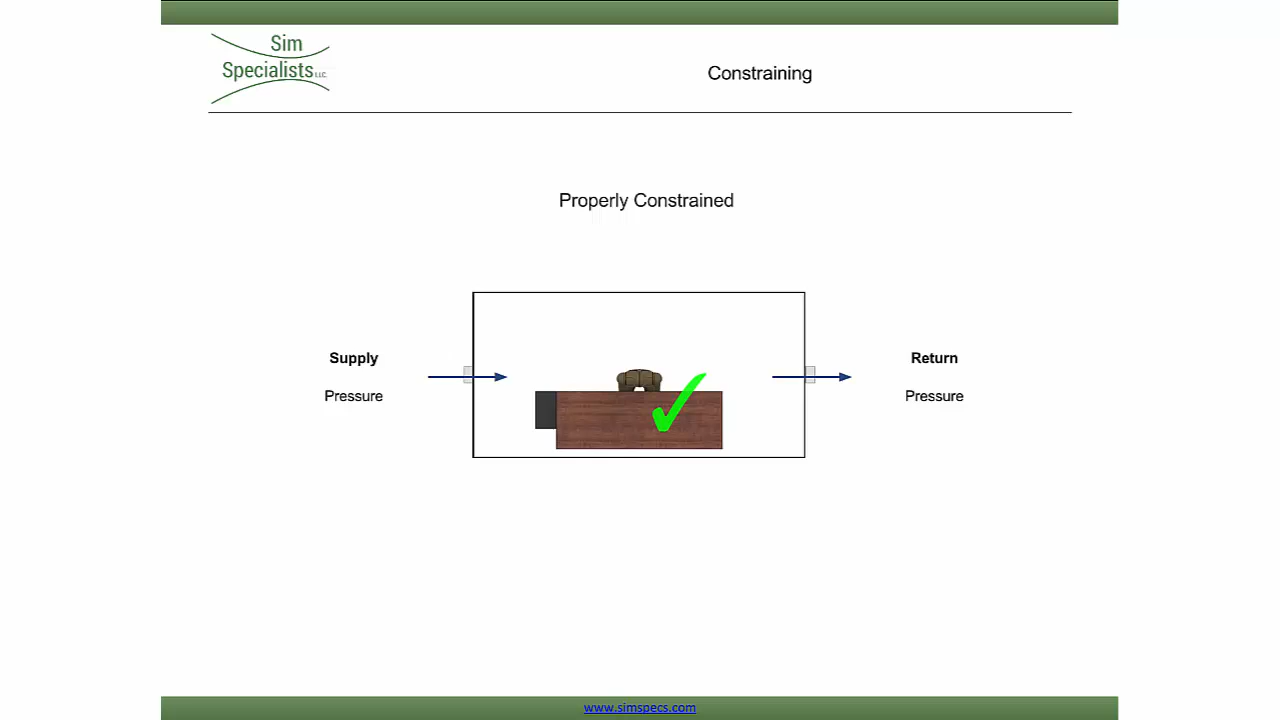 Sim
Specialists LLC.
Constraining
Properly Constrained
Supply
Pressure
Return
Pressure
www.simspecs.com